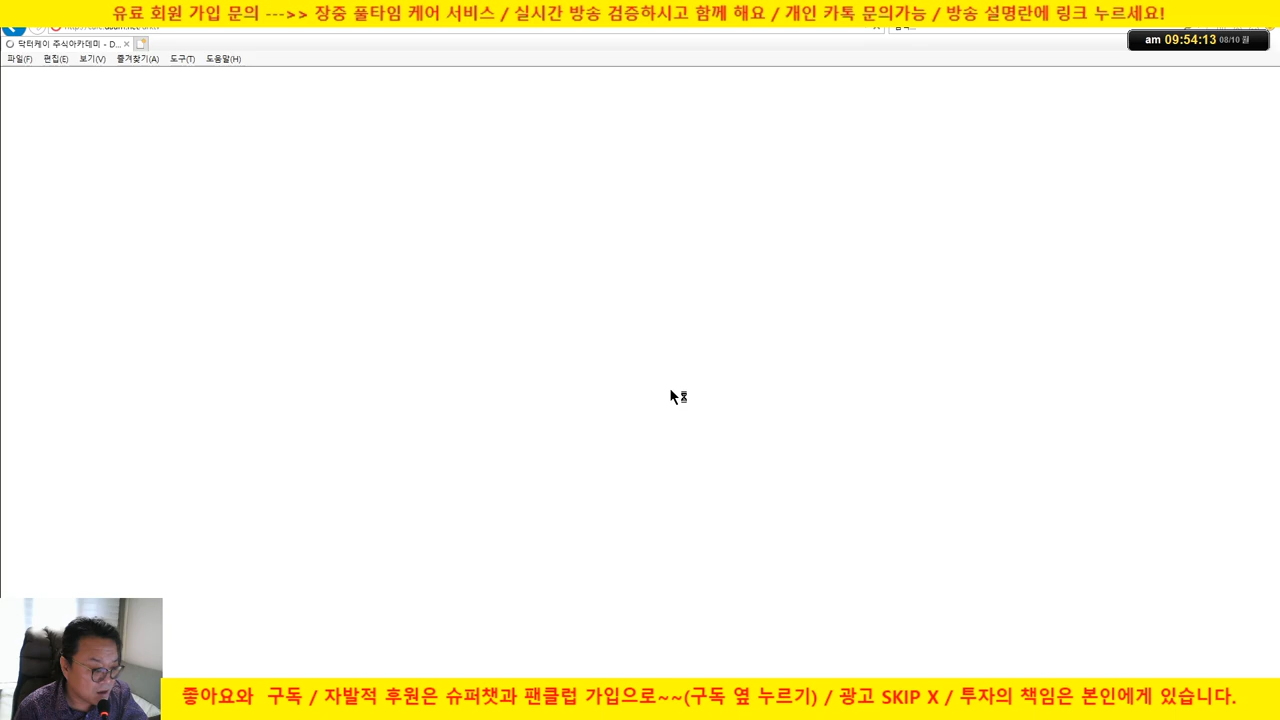 유료 회원 가입 문의 --->> 장중 풀타임 케어 서비스 / 실시간 방송 검증하시고 함께 해요 / 개인 카톡 문의가능 / 방송 설명란에 링크 누르세요!
am 09:54:13 08/10 월
닥터케이 주식아카데미 - D...
파일(F) 편집(E) 보기(V) 즐겨찾기(A) 도구(T) 도움말(H)
좋아요와 구독 / 자발적 후원은 슈퍼챗과 팬클럽 가입으로~~(구독 옆 누르기) / 광고 SKIP X / 투자의 책임은 본인에게 있습니다.